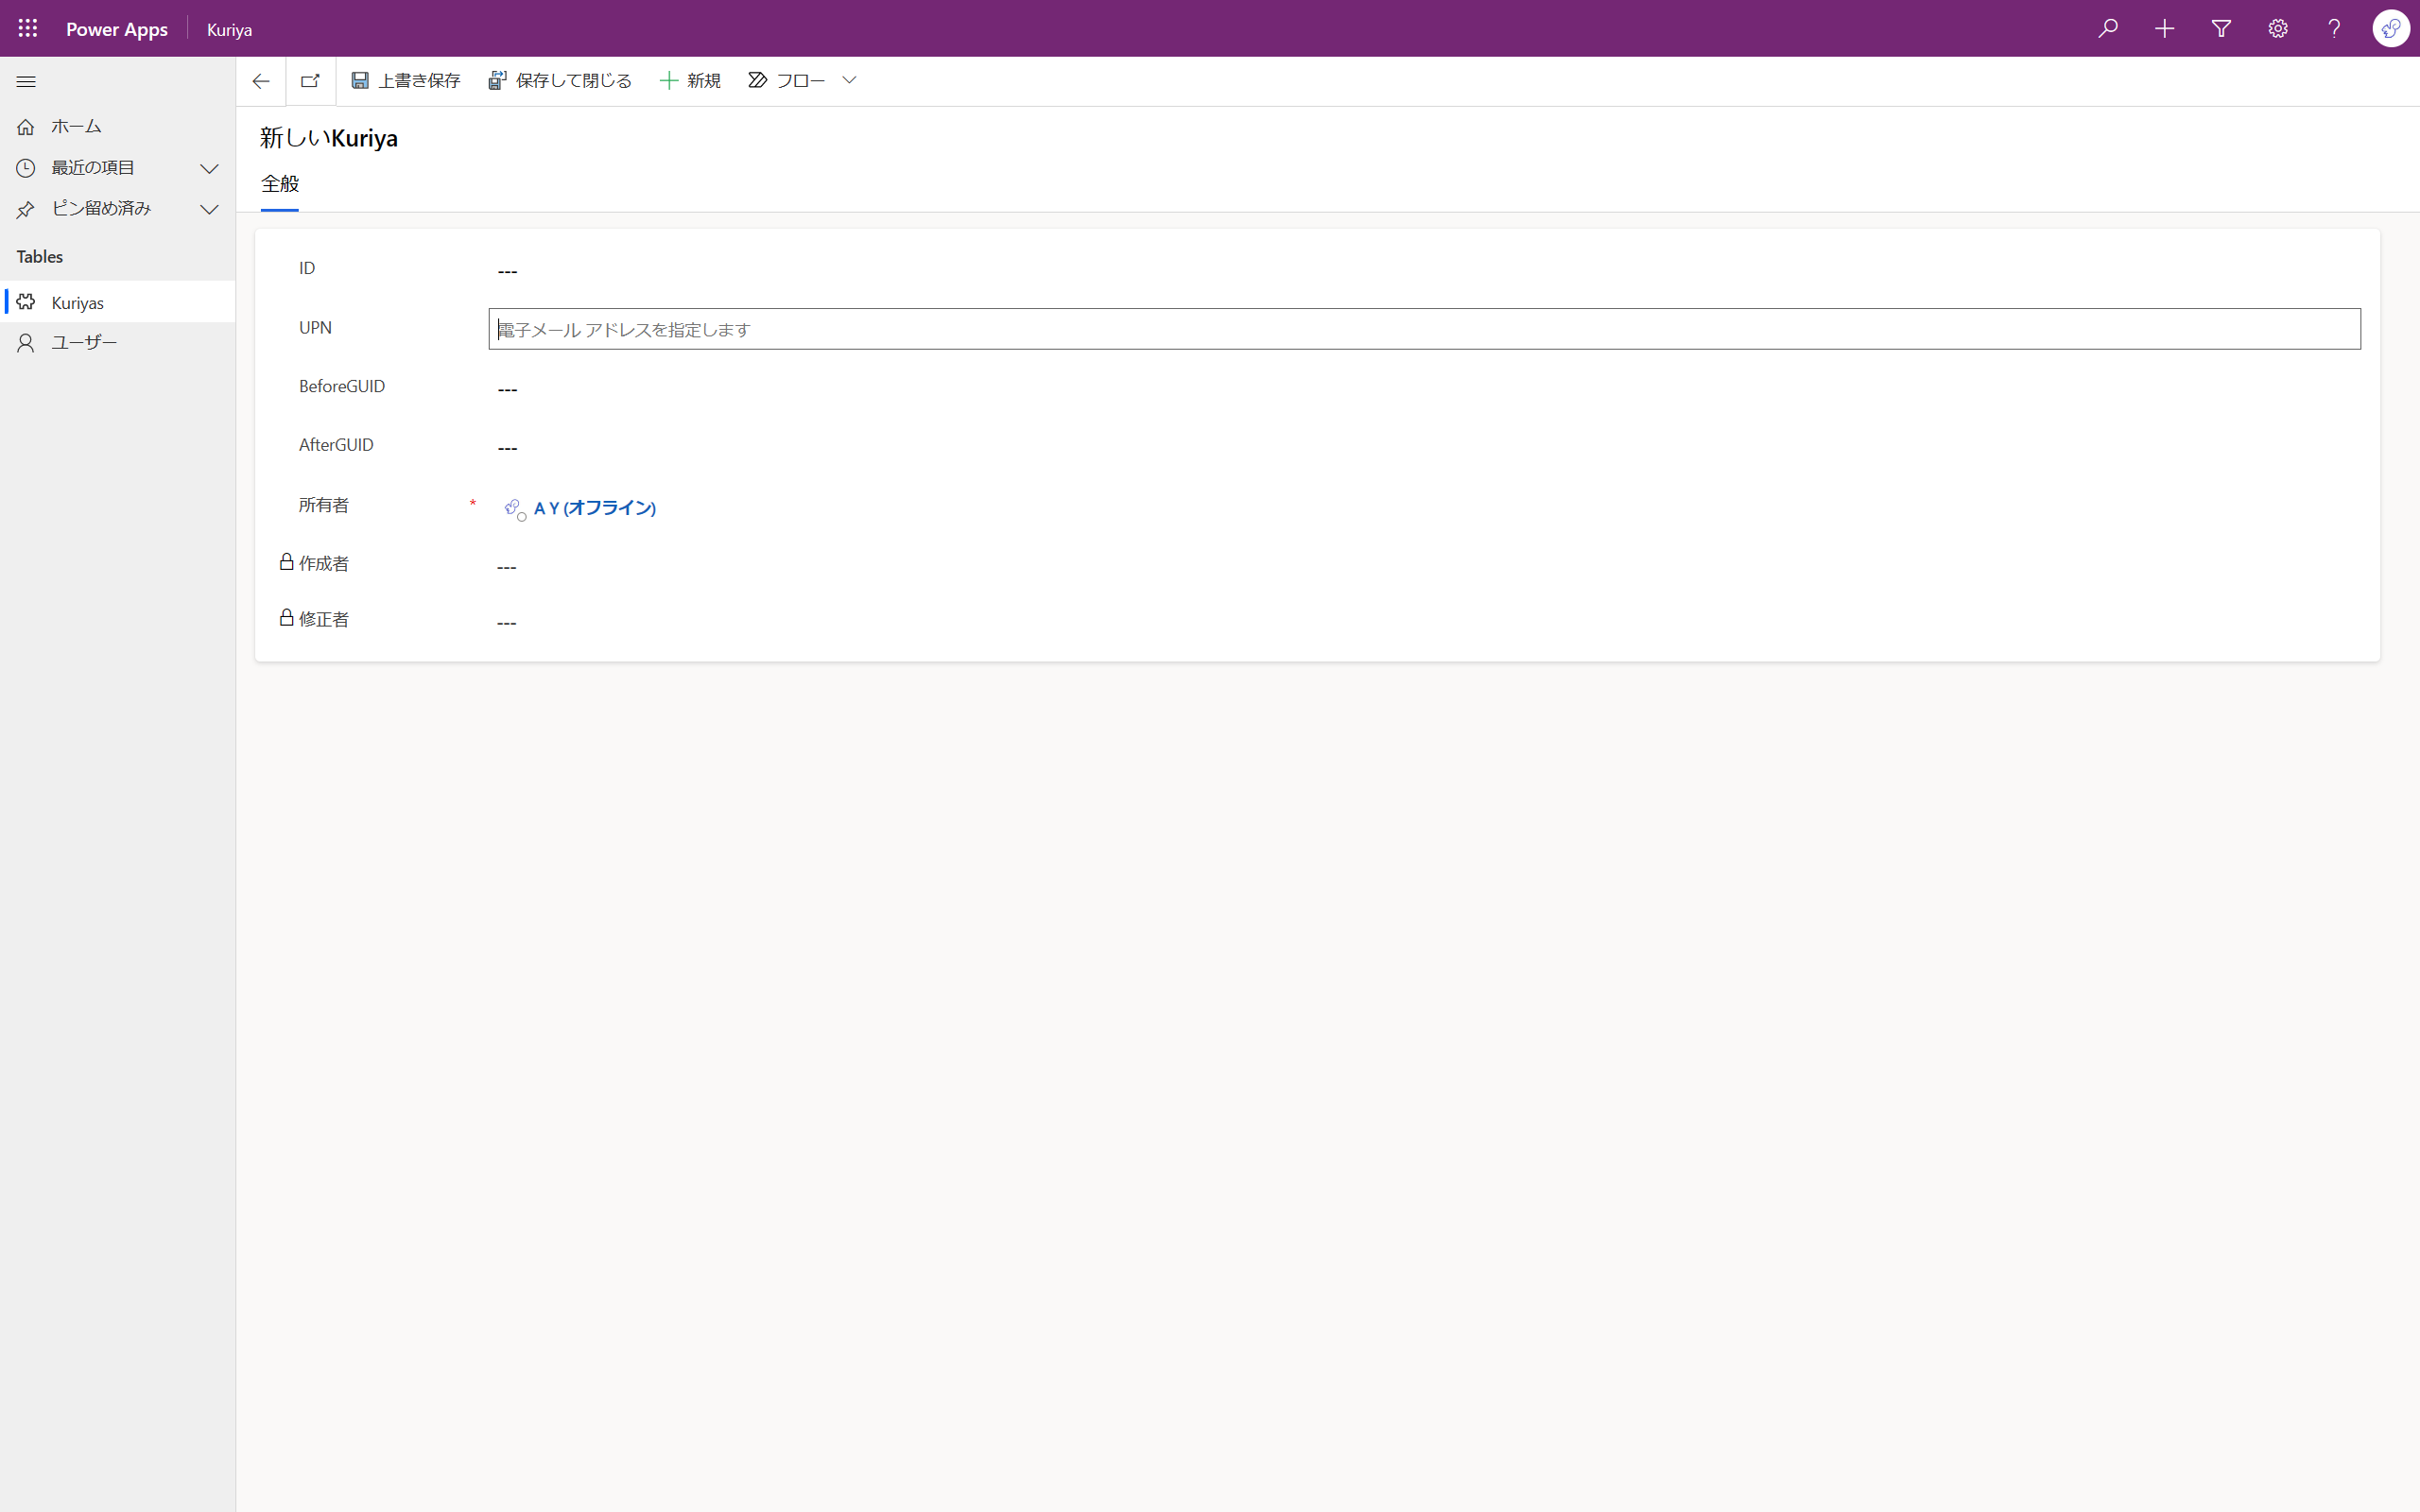 Power Apps Kuriya
上書き保存 保存して閉じる 新規 フロー
ホーム
最近の項目
ピン留め済み
Tables
Kuriyas
ユーザー
新しいKuriya
全般
ID ---
UPN 電子メール アドレスを指定します
BeforeGUID ---
AfterGUID ---
所有者 * A Y (オフライン)
作成者 ---
修正者 ---